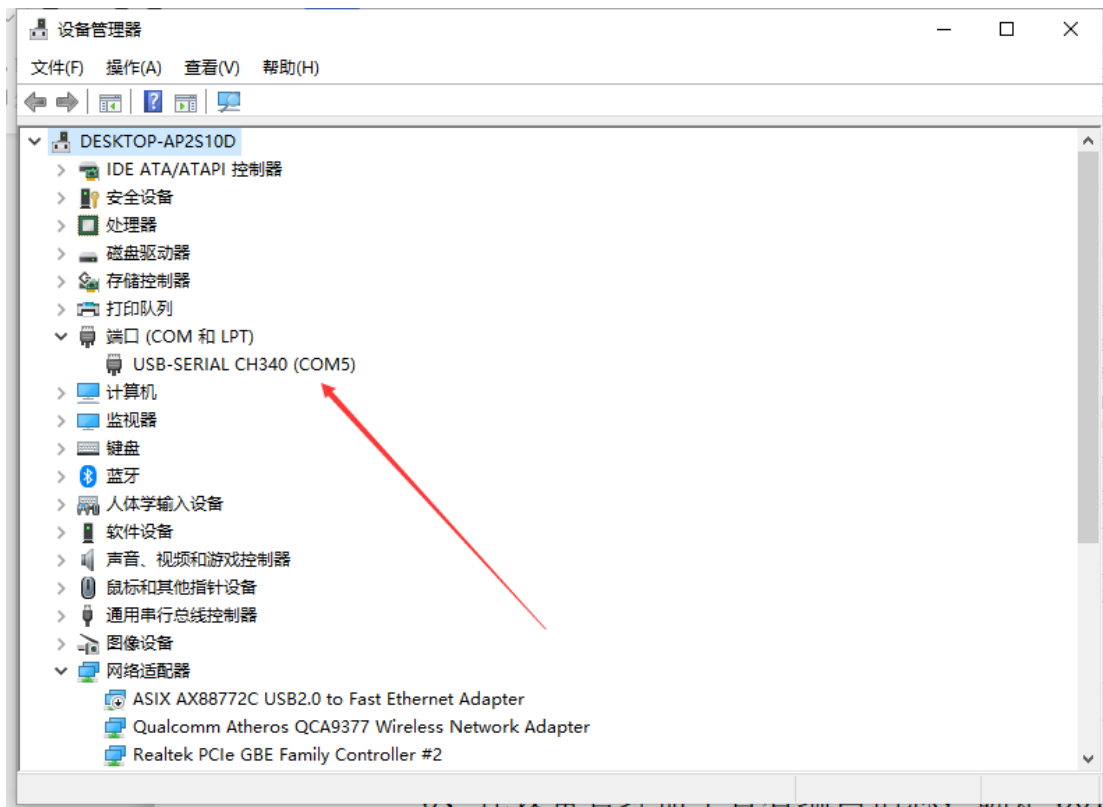 设备管理器
文件(F) 操作(A) 查看(V) 帮助(H)
DESKTOP-AP2S10D
IDE ATA/ATAPI 控制器
安全设备
处理器
磁盘驱动器
存储控制器
打印队列
端口 (COM 和 LPT)
USB-SERIAL CH340 (COM5)
计算机
监视器
键盘
蓝牙
人体学输入设备
软件设备
声音、视频和游戏控制器
鼠标和其他指针设备
通用串行总线控制器
图像设备
网络适配器
ASIX AX88772C USB2.0 to Fast Ethernet Adapter
Qualcomm Atheros QCA9377 Wireless Network Adapter
Realtek PCIe GBE Family Controller #2